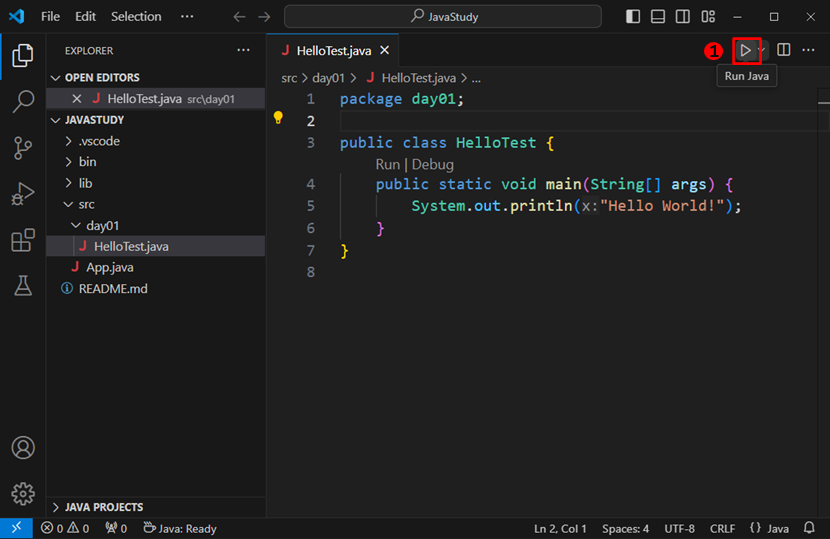 File Edit Selection ··· JavaStudy
EXPLORER ···
OPEN EDITORS
HelloTest.java src\day01
JAVASTUDY
.vscode
bin
lib
src
day01
J HelloTest.java
J App.java
README.md
JAVA PROJECTS
J HelloTest.java
1
Run Java
src > day01 > J HelloTest.java > ...
1 package day01;
2
3 public class HelloTest {
Run | Debug
4 public static void main(String[] args) {
5 System.out.println(x:"Hello World!");
6 }
7 }
8
0 0 0 Java: Ready Ln 2, Col 1 Spaces: 4 UTF-8 CRLF {} Java